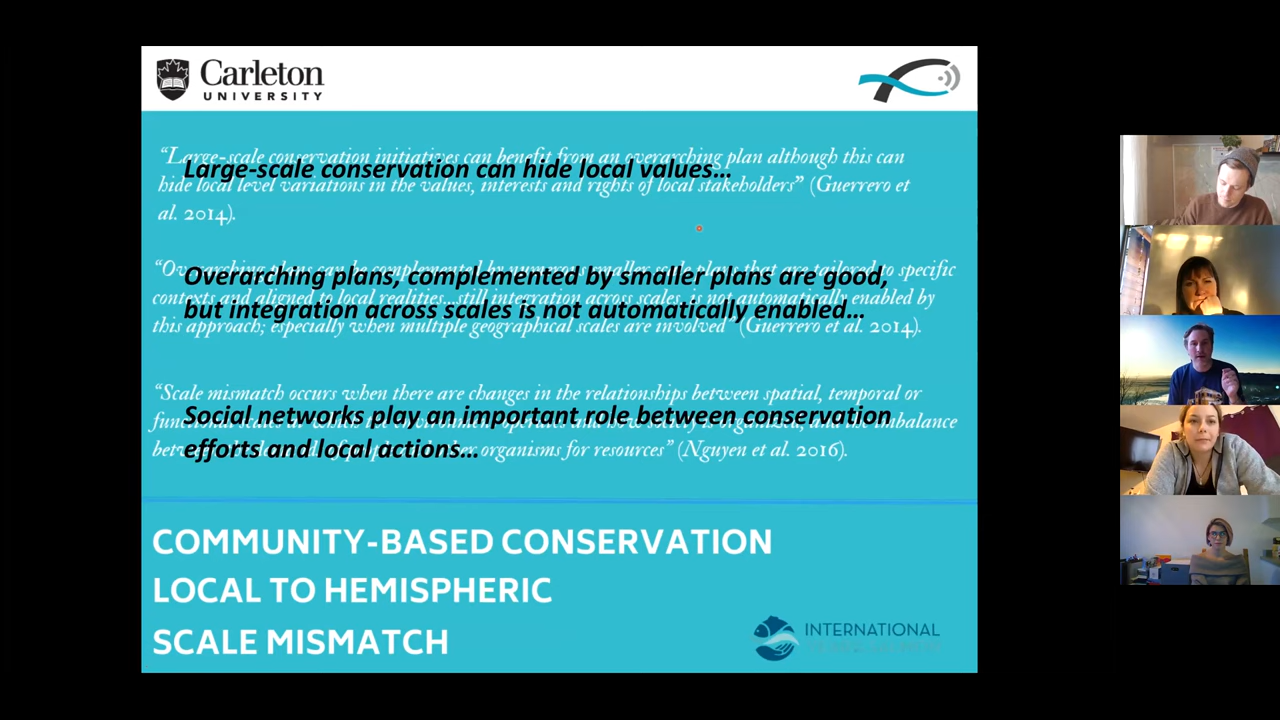 Carleton
UNIVERSITY
“Large-scale conservation initiatives can benefit from an overarching plan although this can
Large-scale conservation can hide local values…
hide local level variations in the values, interests and rights of local stakeholders” (Guerrero et
al. 2014).
Overarching plans, complemented by smaller plans are good,
contexts and aligned to local realities...still integration across scales is not automatically enabled by
but integration across scales is not automatically enabled…
this approach; especially when multiple geographical scales are involved” (Guerrero et al. 2014).
“Scale mismatch occurs when there are changes in the relationships between spatial, temporal or
Social networks play an important role between conservation
efforts and local actions…
organisms for resources” (Nguyen et al. 2016).
COMMUNITY-BASED CONSERVATION
LOCAL TO HEMISPHERIC
SCALE MISMATCH
INTERNATIONAL